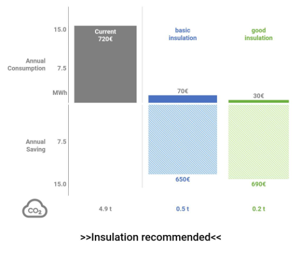 15.0
Current
720€
basic
insulation
good
insulation
Annual
Consumption
7.5
MWh
70€
30€
Annual
Saving
7.5
15.0
650€
690€
CO₂
4.9 t
0.5 t
0.2 t
>>Insulation recommended<<